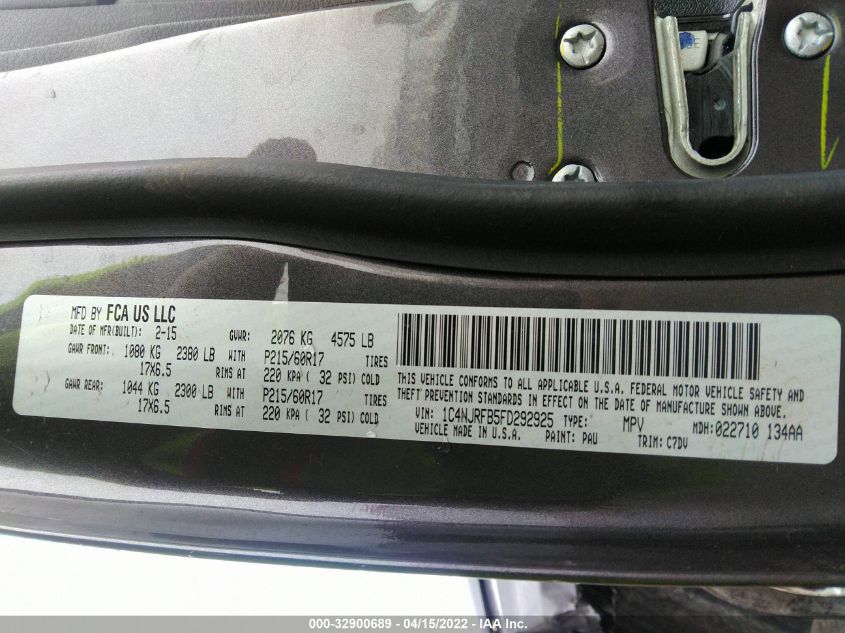 MFD BY FCA US LLC
DATE OF MFR(BUILT): 2-15 GVWR: 2076 KG 4575 LB
GAWR FRONT: 1080 KG 2380 LB WITH P215/60R17 TIRES
17X6.5 RIMS AT 220 KPA ( 32 PSI) COLD
GAWR REAR: 1044 KG 2300 LB WITH P215/60R17 TIRES
17X6.5 RIMS AT 220 KPA ( 32 PSI) COLD
THIS VEHICLE CONFORMS TO ALL APPLICABLE U.S.A. FEDERAL MOTOR VEHICLE SAFETY AND
THEFT PREVENTION STANDARDS IN EFFECT ON THE DATE OF MANUFACTURE SHOWN ABOVE.
VIN: 1C4NJRFB5FD292925 TYPE: MPV MDH: 022710 134AA
VEHICLE MADE IN U.S.A. PAINT: PAU TRIM: C7DV
000-32900689 - 04/15/2022 - IAA Inc.